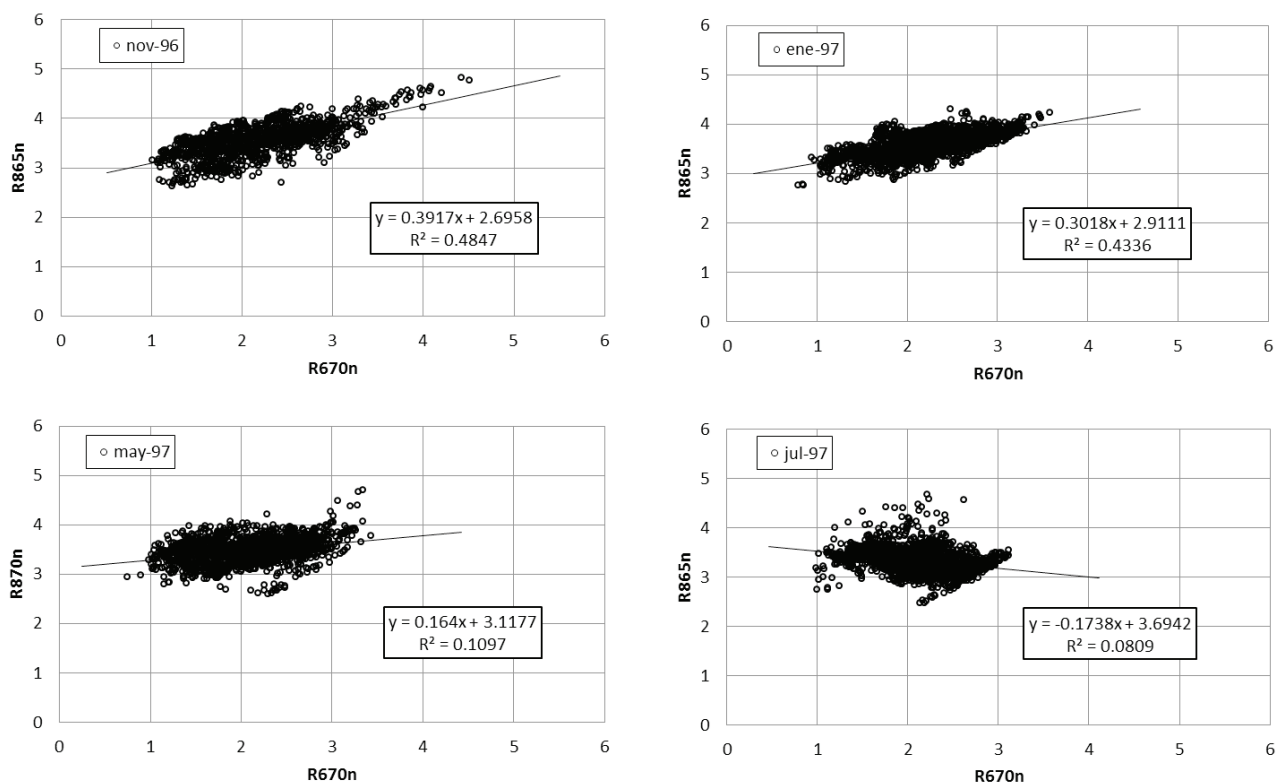 nov-96
6
5
4
3
2
1
0
R865n
y = 0.3917x + 2.6958
R² = 0.4847
0 1 2 3 4 5 6
R670n
ene-97
6
5
4
3
2
1
0
R865n
y = 0.3018x + 2.9111
R² = 0.4336
0 1 2 3 4 5 6
R670n
may-97
6
5
4
3
2
1
0
R870n
y = 0.164x + 3.1177
R² = 0.1097
0 1 2 3 4 5 6
R670n
jul-97
6
5
4
3
2
1
0
R865n
y = -0.1738x + 3.6942
R² = 0.0809
0 1 2 3 4 5 6
R670n